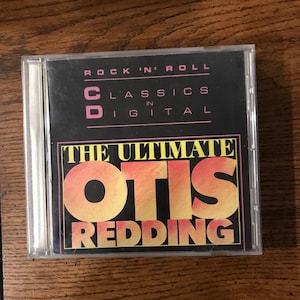 ROCK 'N' ROLL
CLASSICS
IN
DIGITAL
THE ULTIMATE
OTIS
REDDING